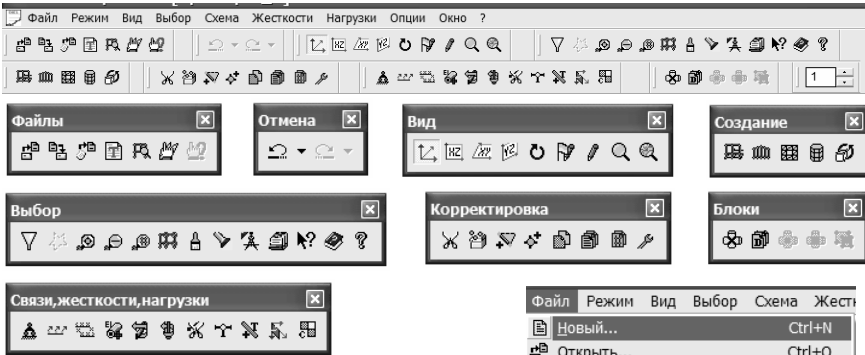 Файл Режим Вид Выбор Схема Жесткости Нагрузки Опции Окно ?
1
Файлы
Отмена
Вид
Создание
Выбор
Корректировка
Блоки
Связи,жесткости,нагрузки
Файл Режим Вид Выбор Схема
Новый... Ctrl+N
Открыть Ctrl+O